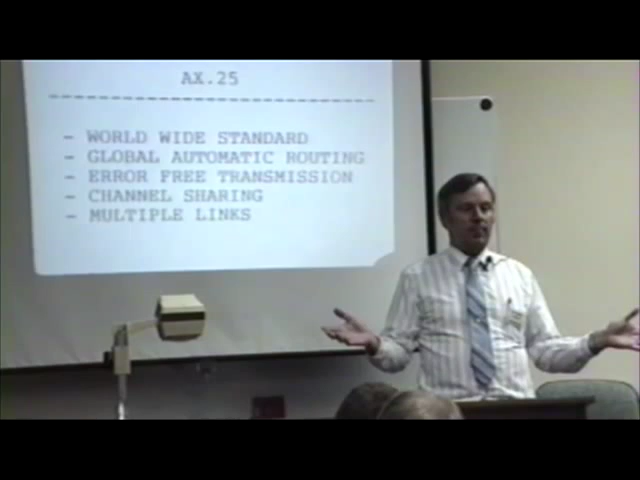 AX.25
- WORLD WIDE STANDARD
- GLOBAL AUTOMATIC ROUTING
- ERROR FREE TRANSMISSION
- CHANNEL SHARING
- MULTIPLE LINKS